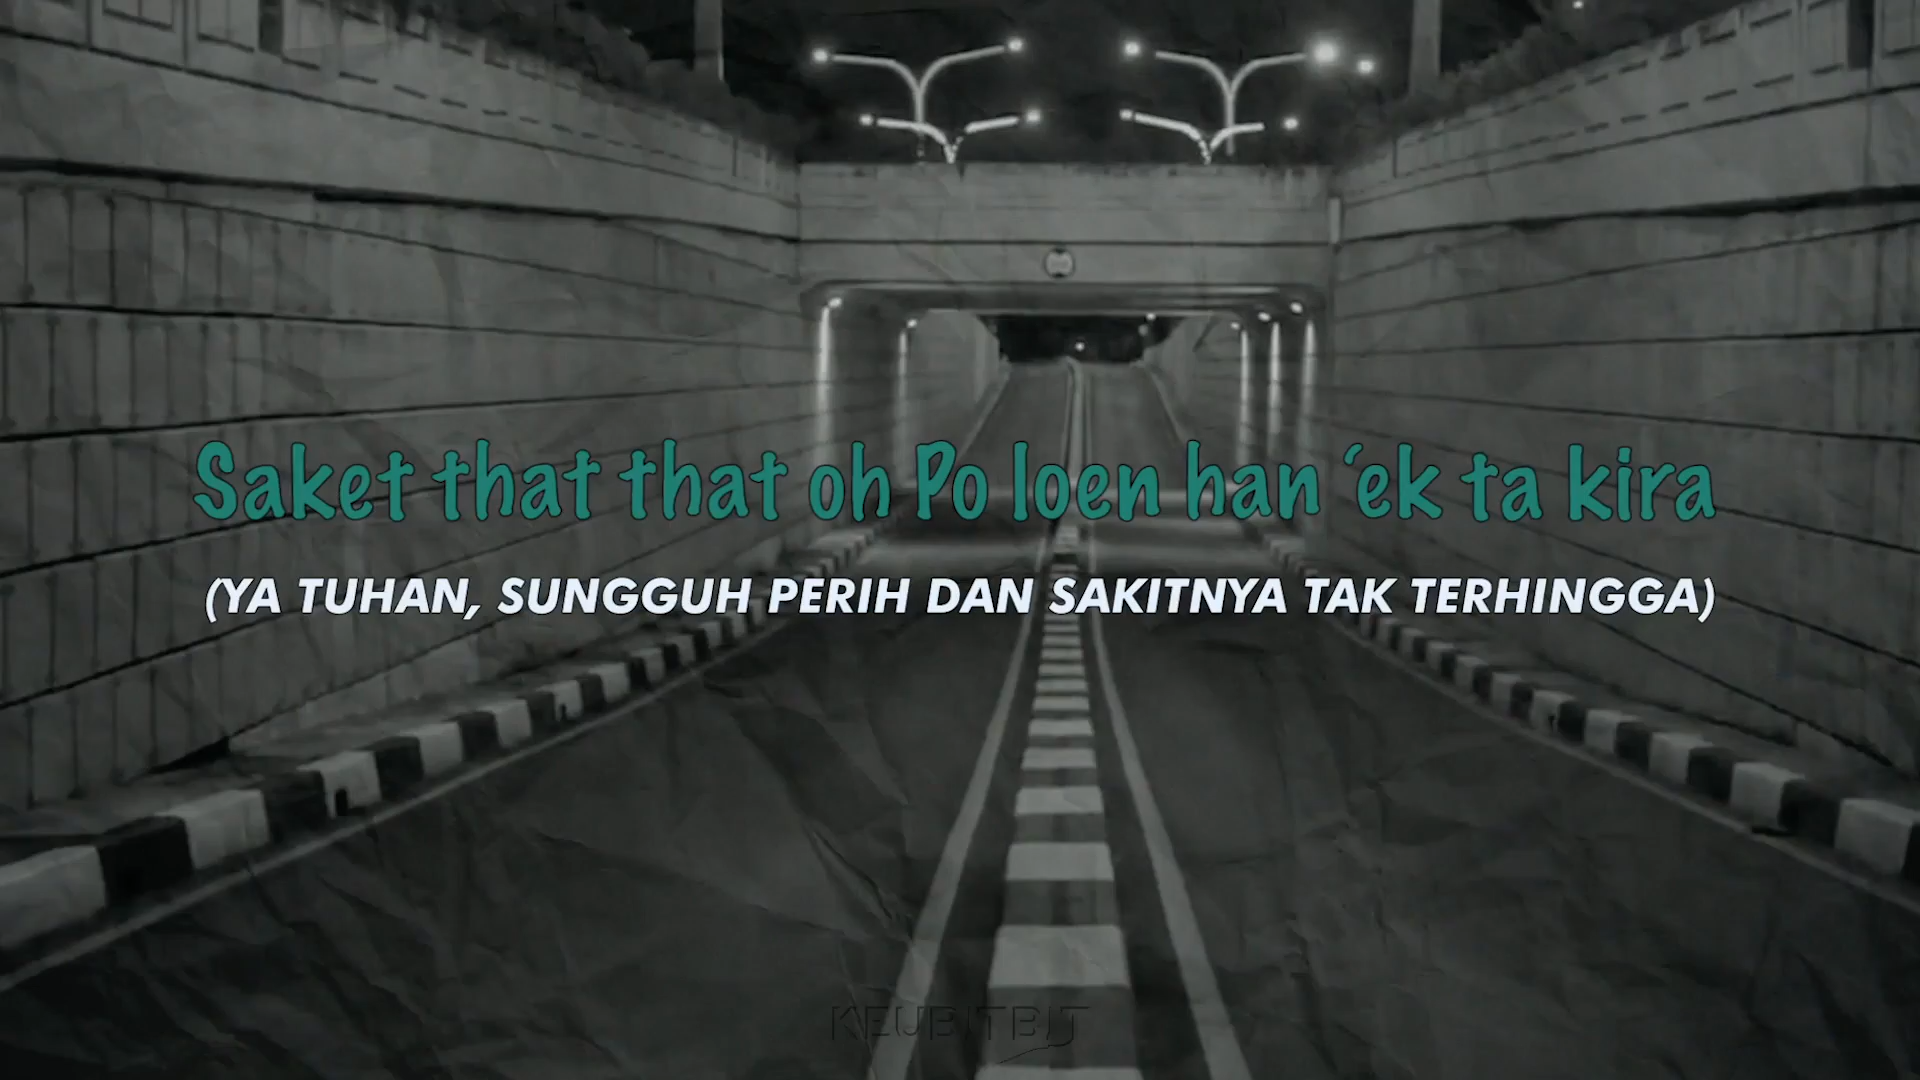 Saket that that oh Po loen han ‘ek ta kira
(YA TUHAN, SUNGGUH PERIH DAN SAKITNYA TAK TERHINGGA)
KEUBITBIT